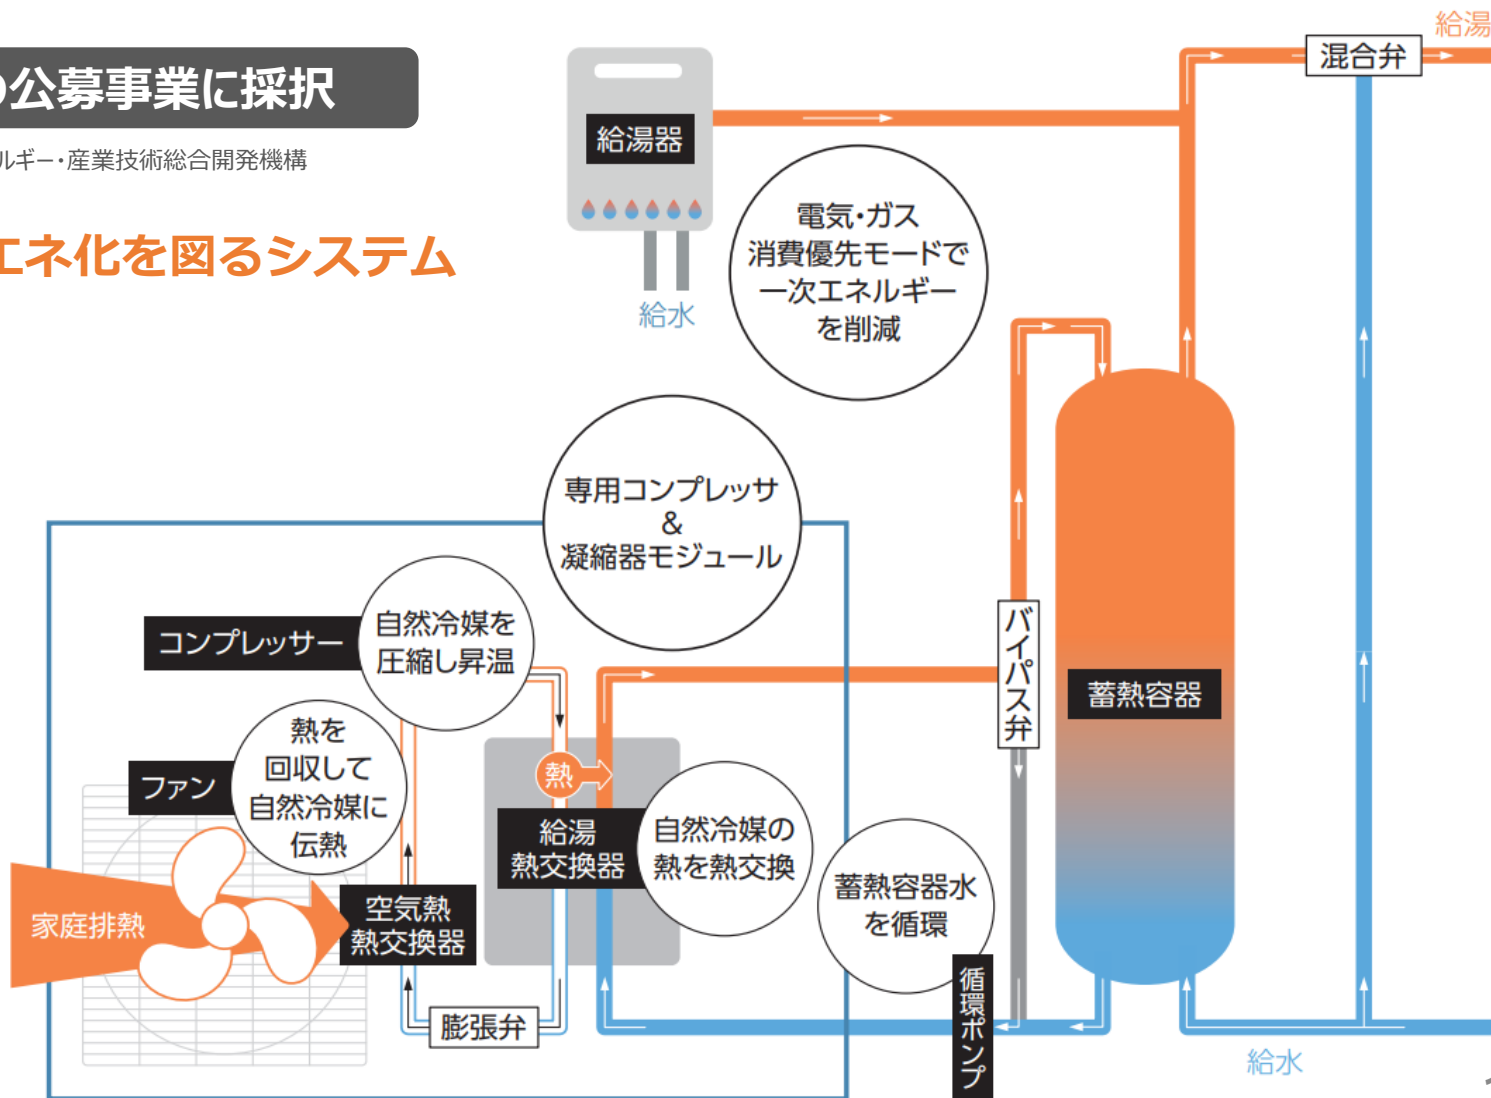 公募事業に採択
ルギー・産業技術総合開発機構
エネ化を図るシステム
給湯
混合弁
給湯器
給水
電気・ガス
消費優先モードで
一次エネルギー
を削減
専用コンプレッサ
&
凝縮器モジュール
コンプレッサー
自然冷媒を
圧縮し昇温
ファン
熱を
回収して
自然冷媒に
伝熱
家庭排熱
空気熱
熱交換器
熱
給湯
熱交換器
自然冷媒の
熱を熱交換
膨張弁
蓄熱容器水
を循環
循環ポンプ
バイパス弁
蓄熱容器
給水